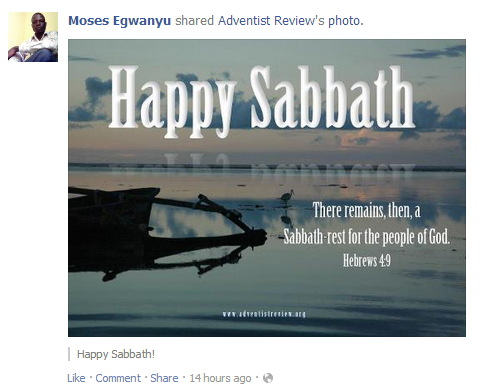 Moses Egwanyu shared Adventist Review's photo.
Happy Sabbath
There remains, then, a
Sabbath-rest for the people of God.
Hebrews 4:9
www.adventistreview.org
Happy Sabbath!
Like · Comment · Share · 14 hours ago ·